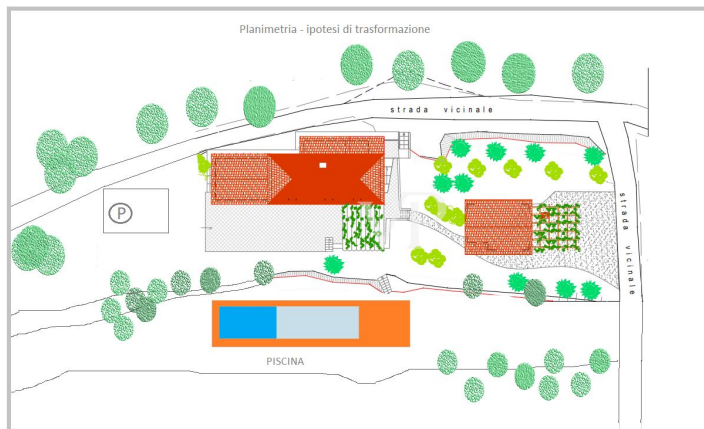 Planimetria - ipotesi di trasformazione
strada vicinale
P
strada vicinale
PISCINA